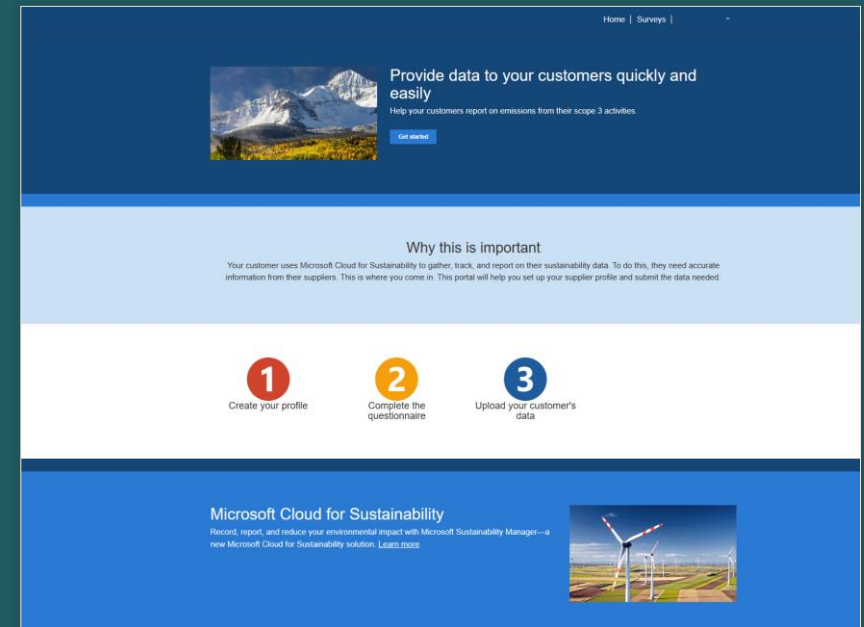 Home | Surveys |
Provide data to your customers quickly and
easily
Help your customers report on emissions from their scope 3 activities.
Get started
Why this is important
Your customer uses Microsoft Cloud for Sustainability to gather, track, and report on their sustainability data. To do this, they need accurate
information from their suppliers. This is where you come in. This portal will help you set up your supplier profile and submit the data needed.
1
2
3
Create your profile
Complete the
questionnaire
Upload your customer's
data
Microsoft Cloud for Sustainability
Record, report, and reduce your environmental impact with Microsoft Sustainability Manager—a
new Microsoft Cloud for Sustainability solution. Learn more